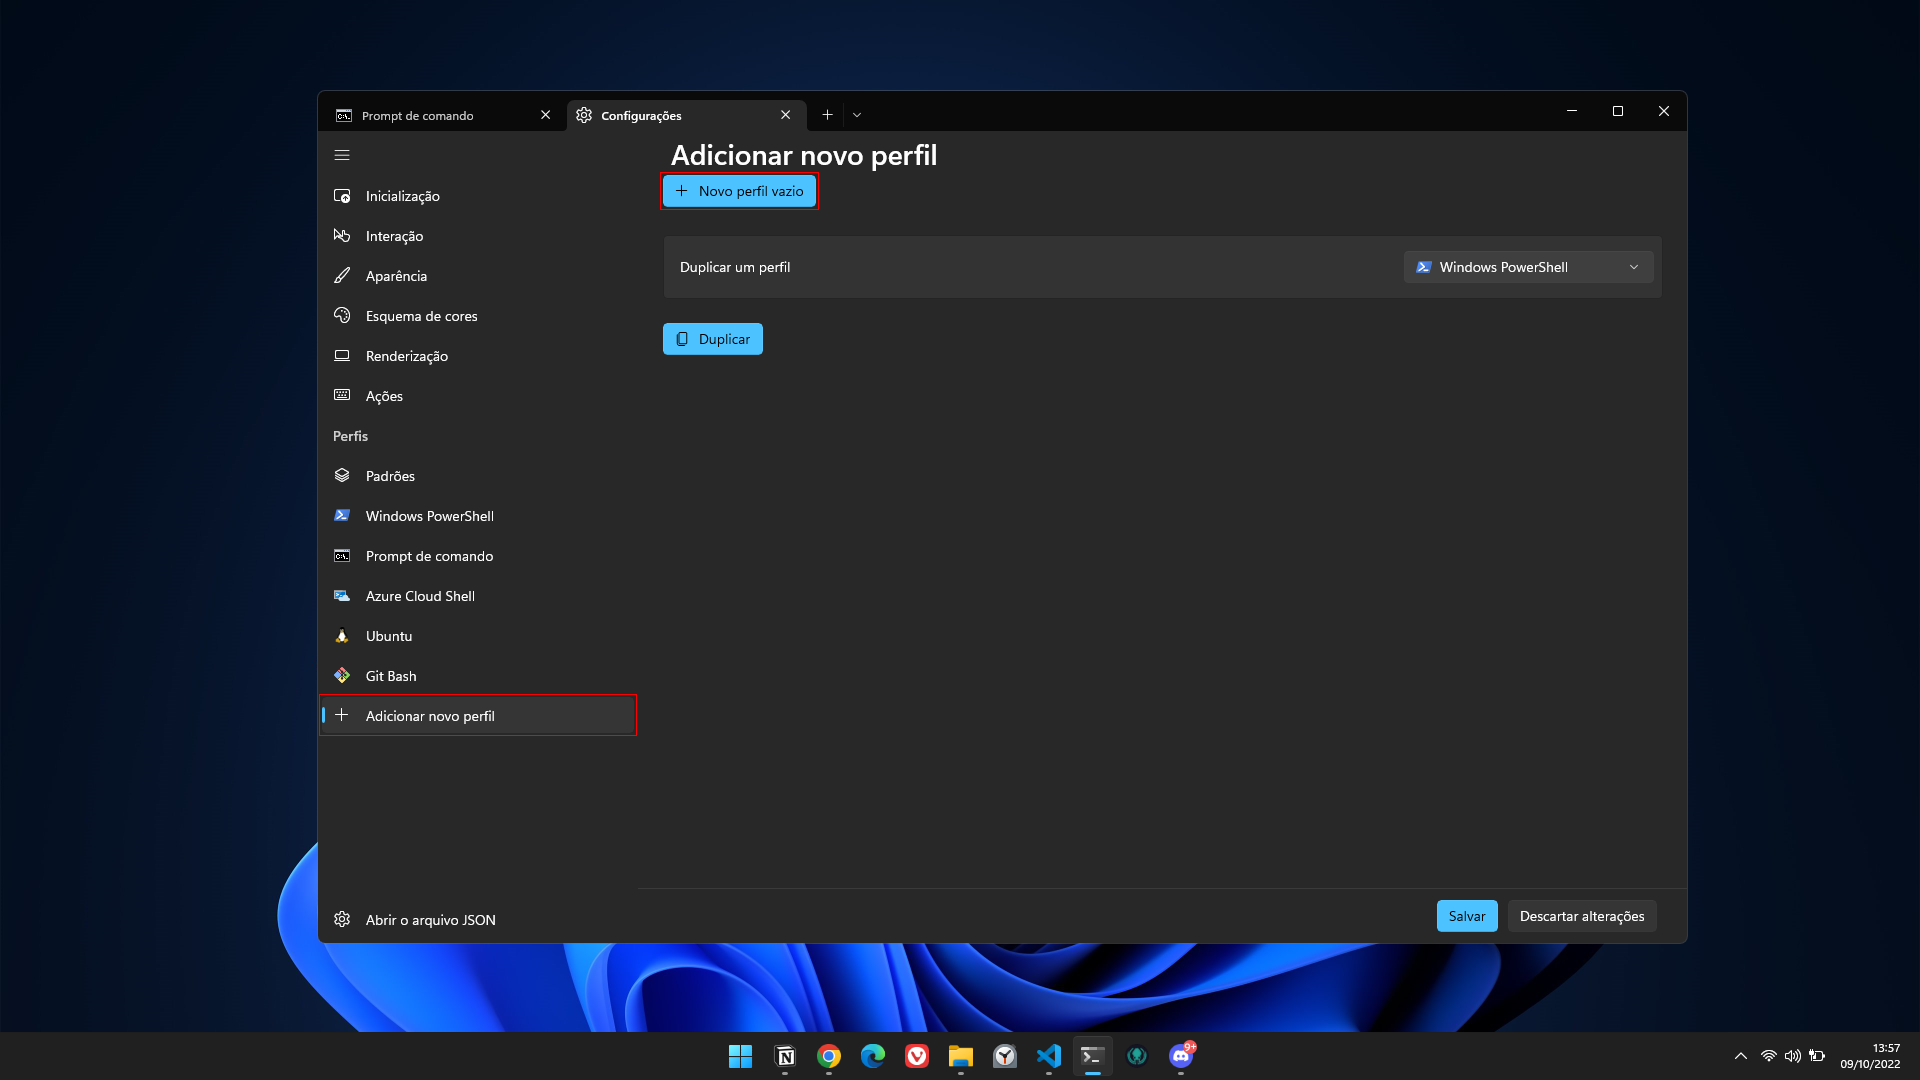 Prompt de comando
Configurações
Adicionar novo perfil
Novo perfil vazio
Inicialização
Interação
Aparência
Esquema de cores
Renderização
Ações
Perfis
Padrões
Windows PowerShell
Prompt de comando
Azure Cloud Shell
Ubuntu
Git Bash
Adicionar novo perfil
Abrir o arquivo JSON
Duplicar um perfil
Windows PowerShell
Duplicar
Salvar
Descartar alterações
9+
13:57
09/10/2022